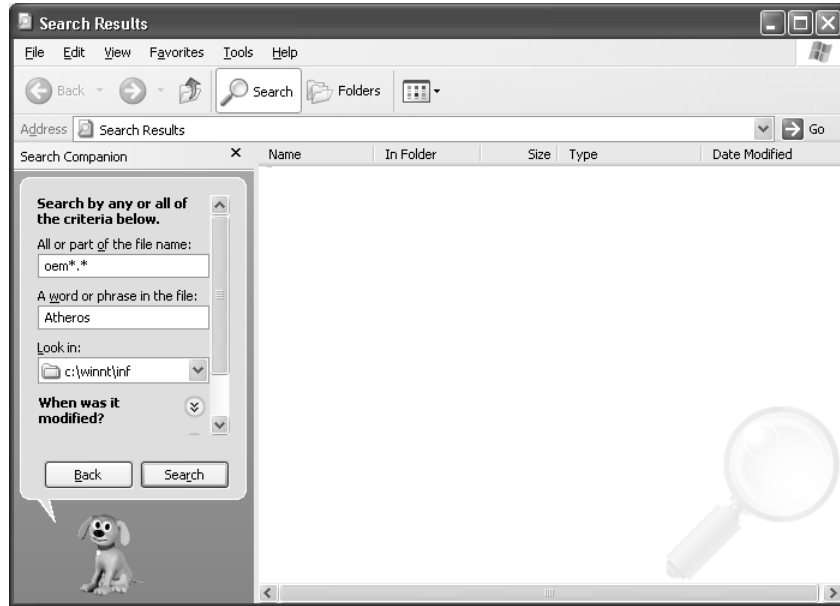 Search Results
File Edit View Favorites Tools Help
Back Search Folders
Address Search Results Go
Search Companion Name In Folder Size Type Date Modified
Search by any or all of
the criteria below.
All or part of the file name:
oem*.*
A word or phrase in the file:
Atheros
Look in:
c:\winnt\inf
When was it
modified?
Back Search